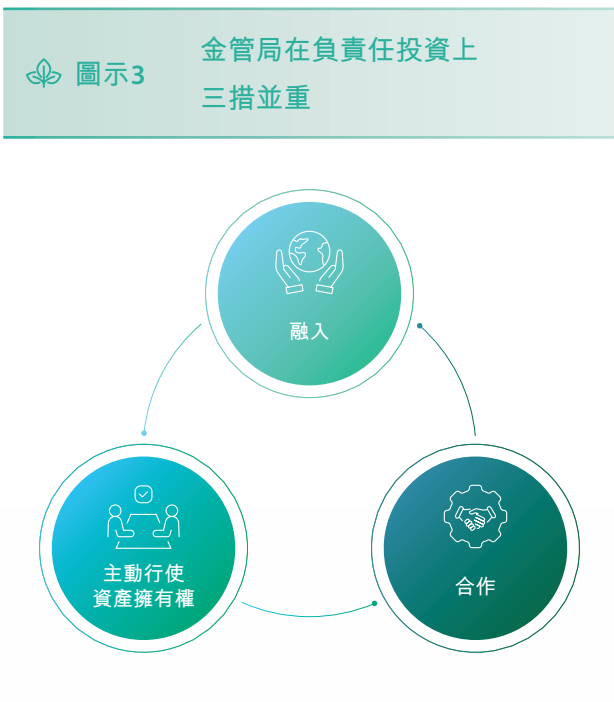 圖示3
金管局在負責任投資上
三措並重
融入
主動行使
資產擁有權
合作